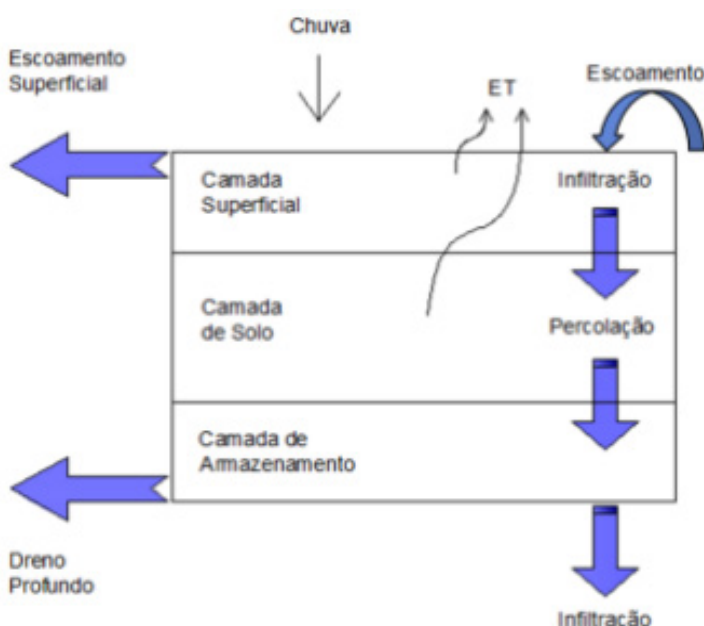 Chuva
Escoamento
Superficial
ET
Escoamento
Camada
Superficial
Infiltração
Camada
de Solo
Percolação
Camada de
Armazenamento
Dreno
Profundo
Infiltração